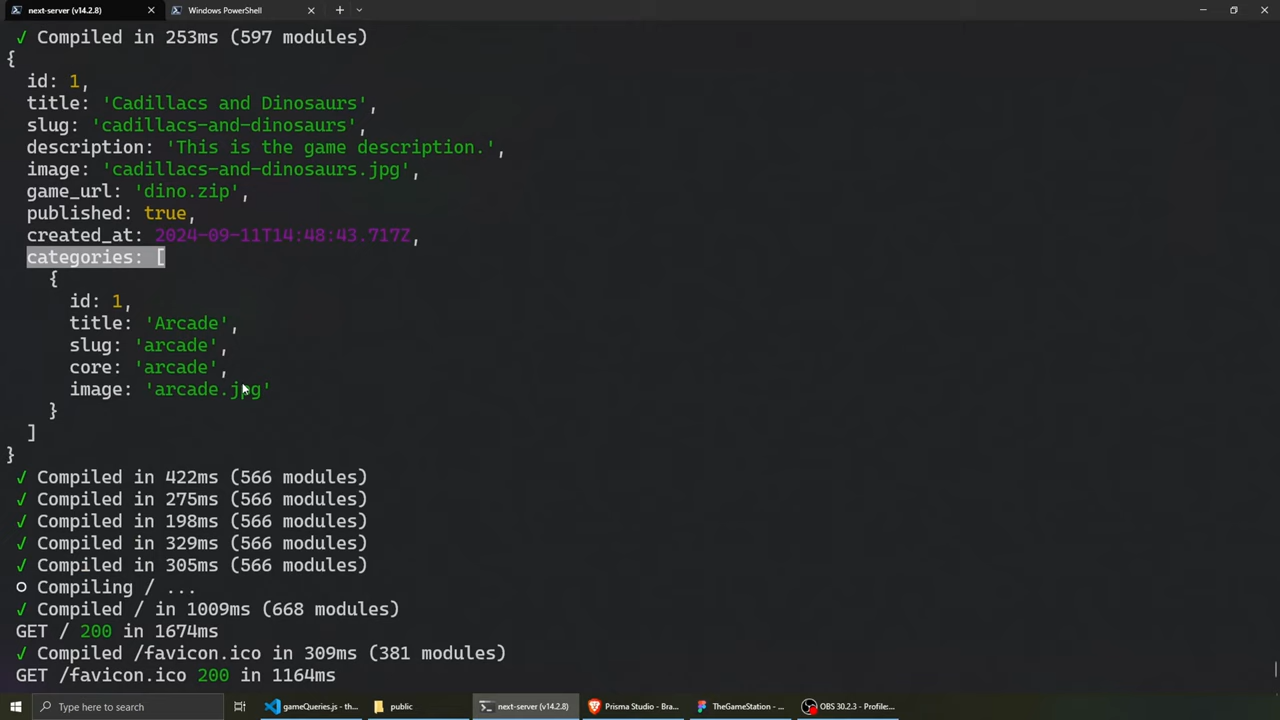 next-server (v14.2.8)
Windows PowerShell
✓ Compiled in 253ms (597 modules)
{
id: 1,
title: 'Cadillacs and Dinosaurs',
slug: 'cadillacs-and-dinosaurs',
description: 'This is the game description.',
image: 'cadillacs-and-dinosaurs.jpg',
game_url: 'dino.zip',
published: true,
created_at: 2024-09-11T14:48:43.717Z,
categories: [
{
id: 1,
title: 'Arcade',
slug: 'arcade',
core: 'arcade',
image: 'arcade.jpg'
}
]
}
✓ Compiled in 422ms (566 modules)
✓ Compiled in 275ms (566 modules)
✓ Compiled in 198ms (566 modules)
✓ Compiled in 329ms (566 modules)
✓ Compiled in 305ms (566 modules)
○ Compiling / ...
✓ Compiled / in 1009ms (668 modules)
GET / 200 in 1674ms
✓ Compiled /favicon.ico in 309ms (381 modules)
GET /favicon.ico 200 in 1164ms
Type here to search
gameQueries.js - th...
public
next-server (v14.2.8)
Prisma Studio - Bra...
TheGameStation - ...
OBS 30.2.3 - Profile:...